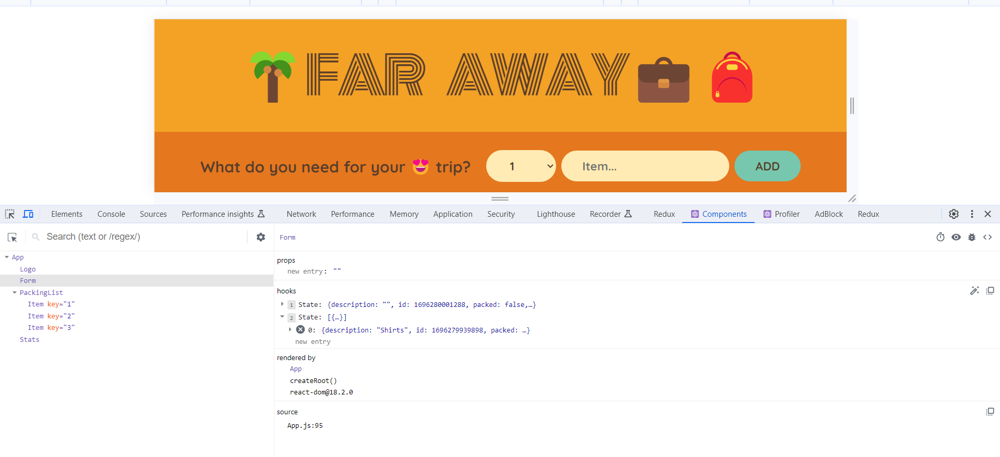 FAR AWAY
What do you need for your 😍 trip?
1
Item...
ADD
Elements Console Sources Performance insights Network Performance Memory Application Security Lighthouse Recorder Redux Components Profiler AdBlock Redux
Search (text or /regex/)
Form
App
Logo
Form
PackingList
Item key="1"
Item key="2"
Item key="3"
Stats
props
new entry: ""
hooks
1 State: {description: "", id: 1696280001288, packed: false,…}
2 State: [{…}]
0: {description: "Shirts", id: 1696279939898, packed: …}
new entry
rendered by
App
createRoot()
react-dom@18.2.0
source
App.js:95